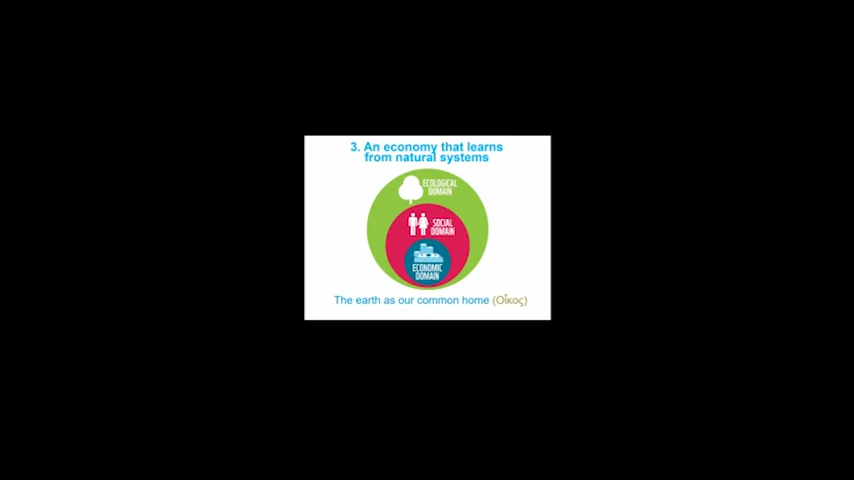 3. An economy that learns
from natural systems
ECOLOGICAL
DOMAIN
SOCIAL
DOMAIN
ECONOMIC
DOMAIN
The earth as our common home (Οἶκος)